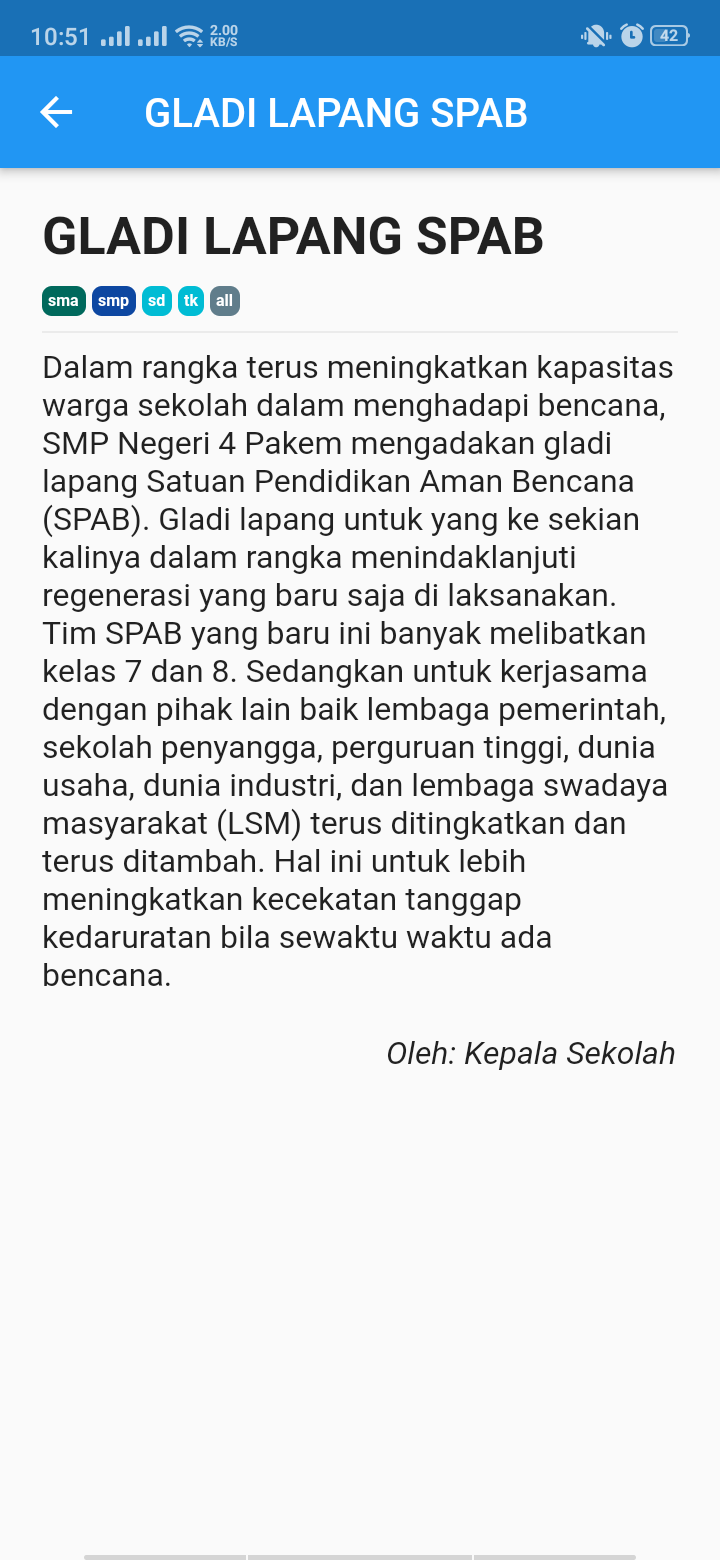 10:51 2.00 KB/S 42
GLADI LAPANG SPAB
GLADI LAPANG SPAB
sma smp sd tk all
Dalam rangka terus meningkatkan kapasitas
warga sekolah dalam menghadapi bencana,
SMP Negeri 4 Pakem mengadakan gladi
lapang Satuan Pendidikan Aman Bencana
(SPAB). Gladi lapang untuk yang ke sekian
kalinya dalam rangka menindaklanjuti
regenerasi yang baru saja di laksanakan.
Tim SPAB yang baru ini banyak melibatkan
kelas 7 dan 8. Sedangkan untuk kerjasama
dengan pihak lain baik lembaga pemerintah,
sekolah penyangga, perguruan tinggi, dunia
usaha, dunia industri, dan lembaga swadaya
masyarakat (LSM) terus ditingkatkan dan
terus ditambah. Hal ini untuk lebih
meningkatkan kecekatan tanggap
kedaruratan bila sewaktu waktu ada
bencana.
Oleh: Kepala Sekolah